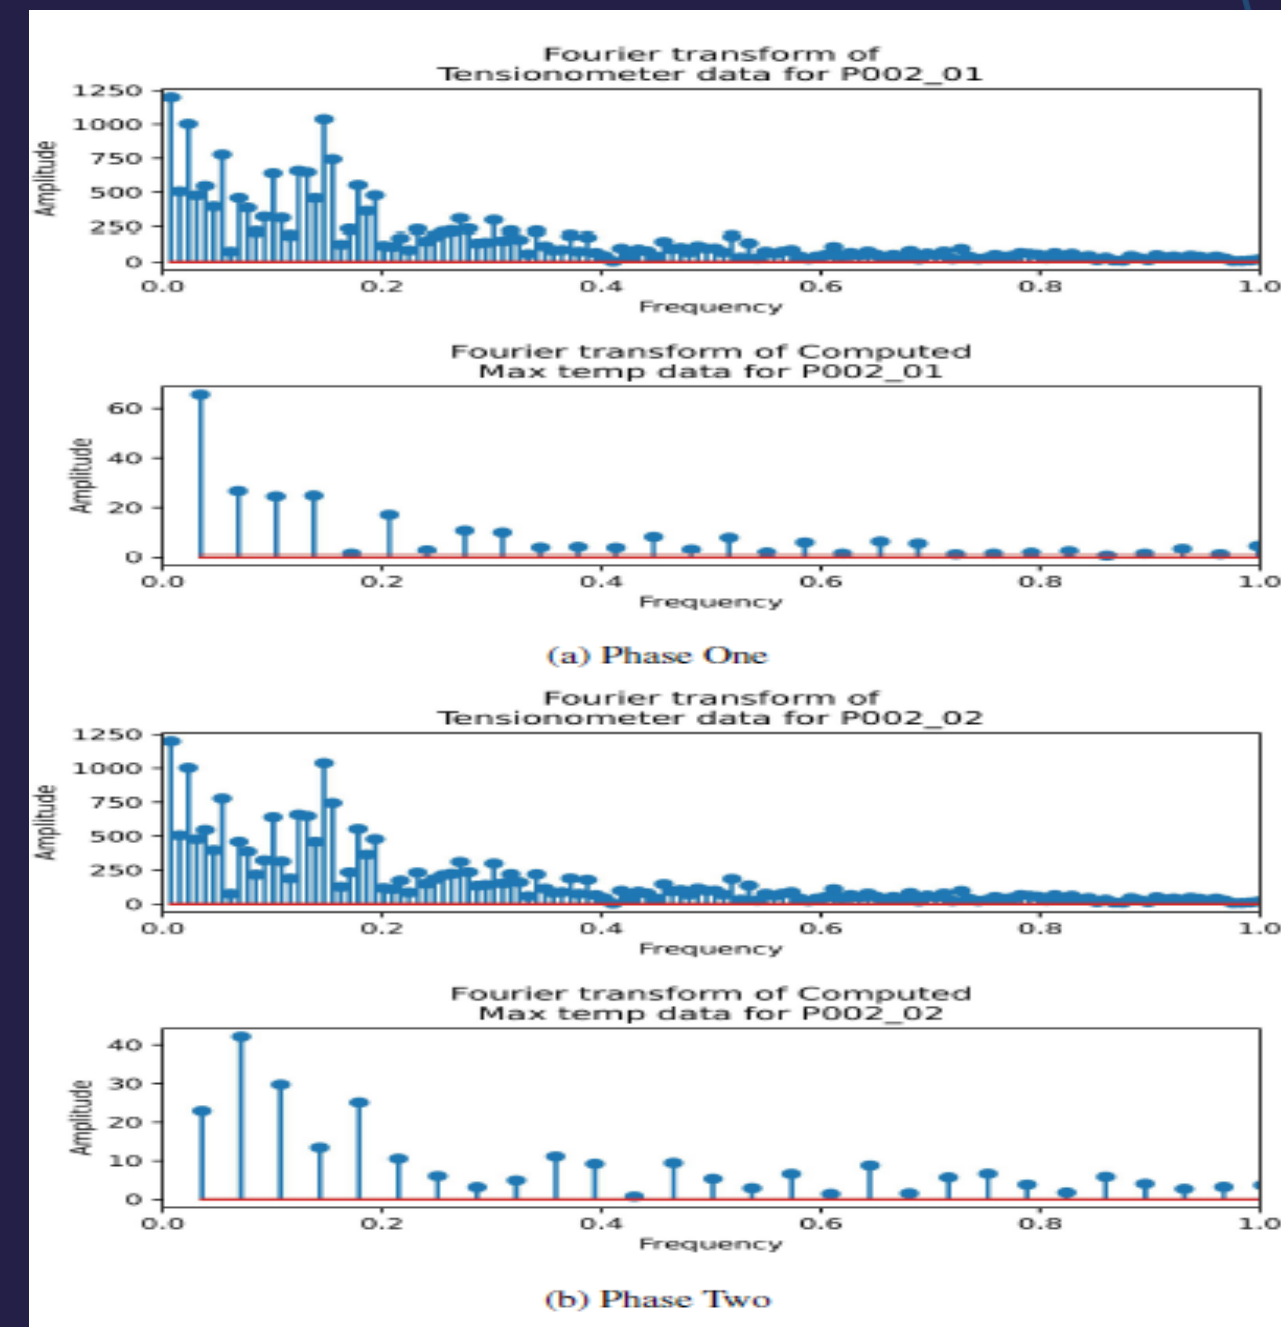 Fourier transform of
Tensionometer data for P002_01
1250
1000
750
500
250
0
Amplitude
0.0 0.2 0.4 0.6 0.8 1.0
Frequency
Fourier transform of Computed
Max temp data for P002_01
60
40
20
0
Amplitude
0.0 0.2 0.4 0.6 0.8 1.0
Frequency
(a) Phase One
Fourier transform of
Tensionometer data for P002_02
1250
1000
750
500
250
0
Amplitude
0.0 0.2 0.4 0.6 0.8 1.0
Frequency
Fourier transform of Computed
Max temp data for P002_02
40
30
20
10
0
Amplitude
0.0 0.2 0.4 0.6 0.8 1.0
Frequency
(b) Phase Two